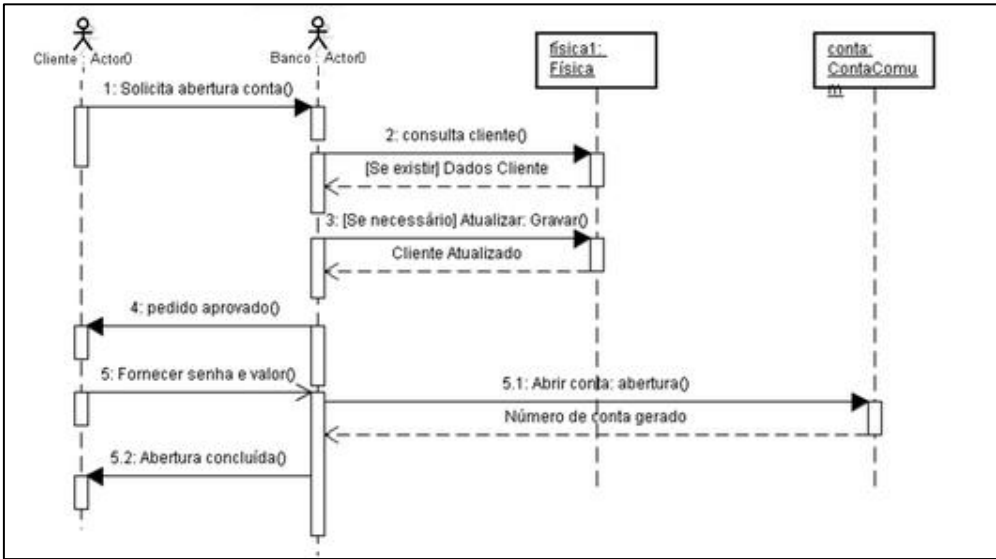 Cliente : Actor0
Banco : Actor0
física1:
Física
conta:
ContaComu
m
1: Solicita abertura conta()
2: consulta cliente()
[Se existir] Dados Cliente
3: [Se necessário] Atualizar: Gravar()
Cliente Atualizado
4: pedido aprovado()
5: Fornecer senha e valor()
5.1: Abrir conta: abertura()
Número de conta gerado
5.2: Abertura concluída()